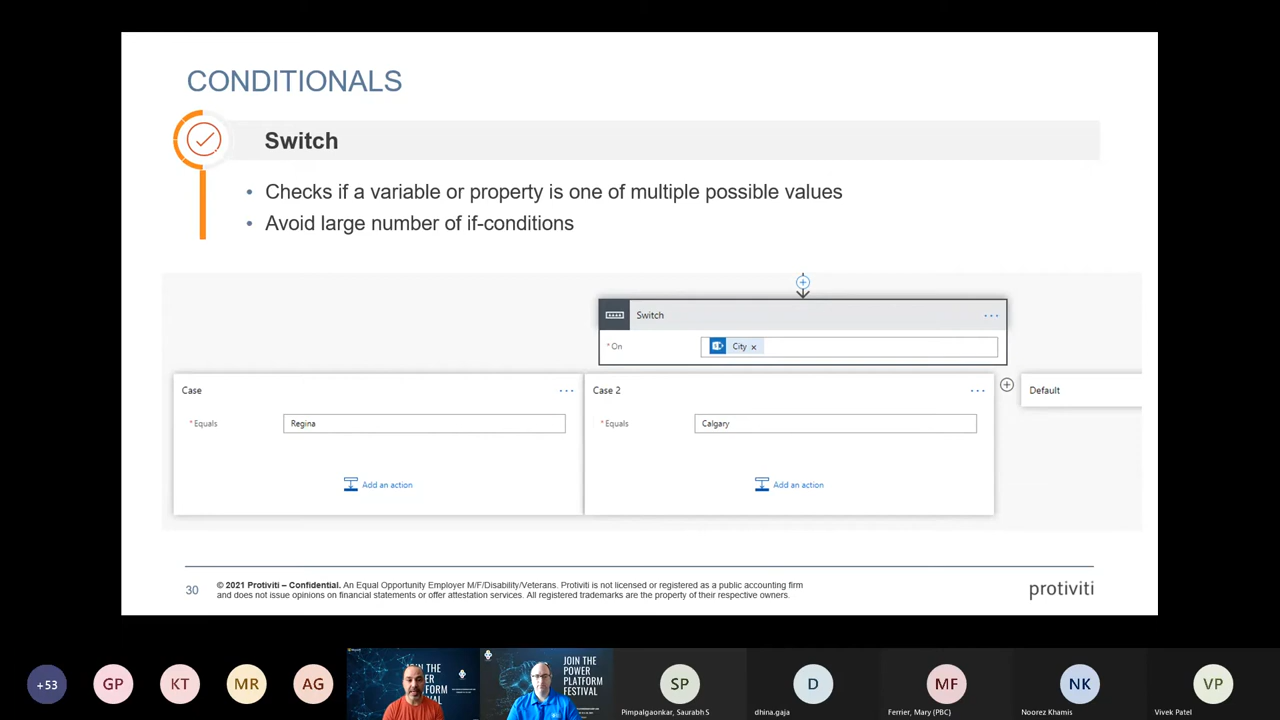 CONDITIONALS
Switch
• Checks if a variable or property is one of multiple possible values
• Avoid large number of if-conditions
Switch
* On
City ×
Case
Case 2
Default
* Equals
Regina
* Equals
Calgary
Add an action
Add an action
30
© 2021 Protiviti – Confidential. An Equal Opportunity Employer M/F/Disability/Veterans. Protiviti is not licensed or registered as a public accounting firm
and does not issue opinions on financial statements or offer attestation services. All registered trademarks are the property of their respective owners.
protiviti
+53
GP
KT
MR
AG
JOIN THE
POWER
PLATFORM
FESTIVAL
SP
D
MF
NK
VP
Pimpalgaonkar, Saurabh S
dhina.gaja
Ferrier, Mary (PBC)
Noorez Khamis
Vivek Patel